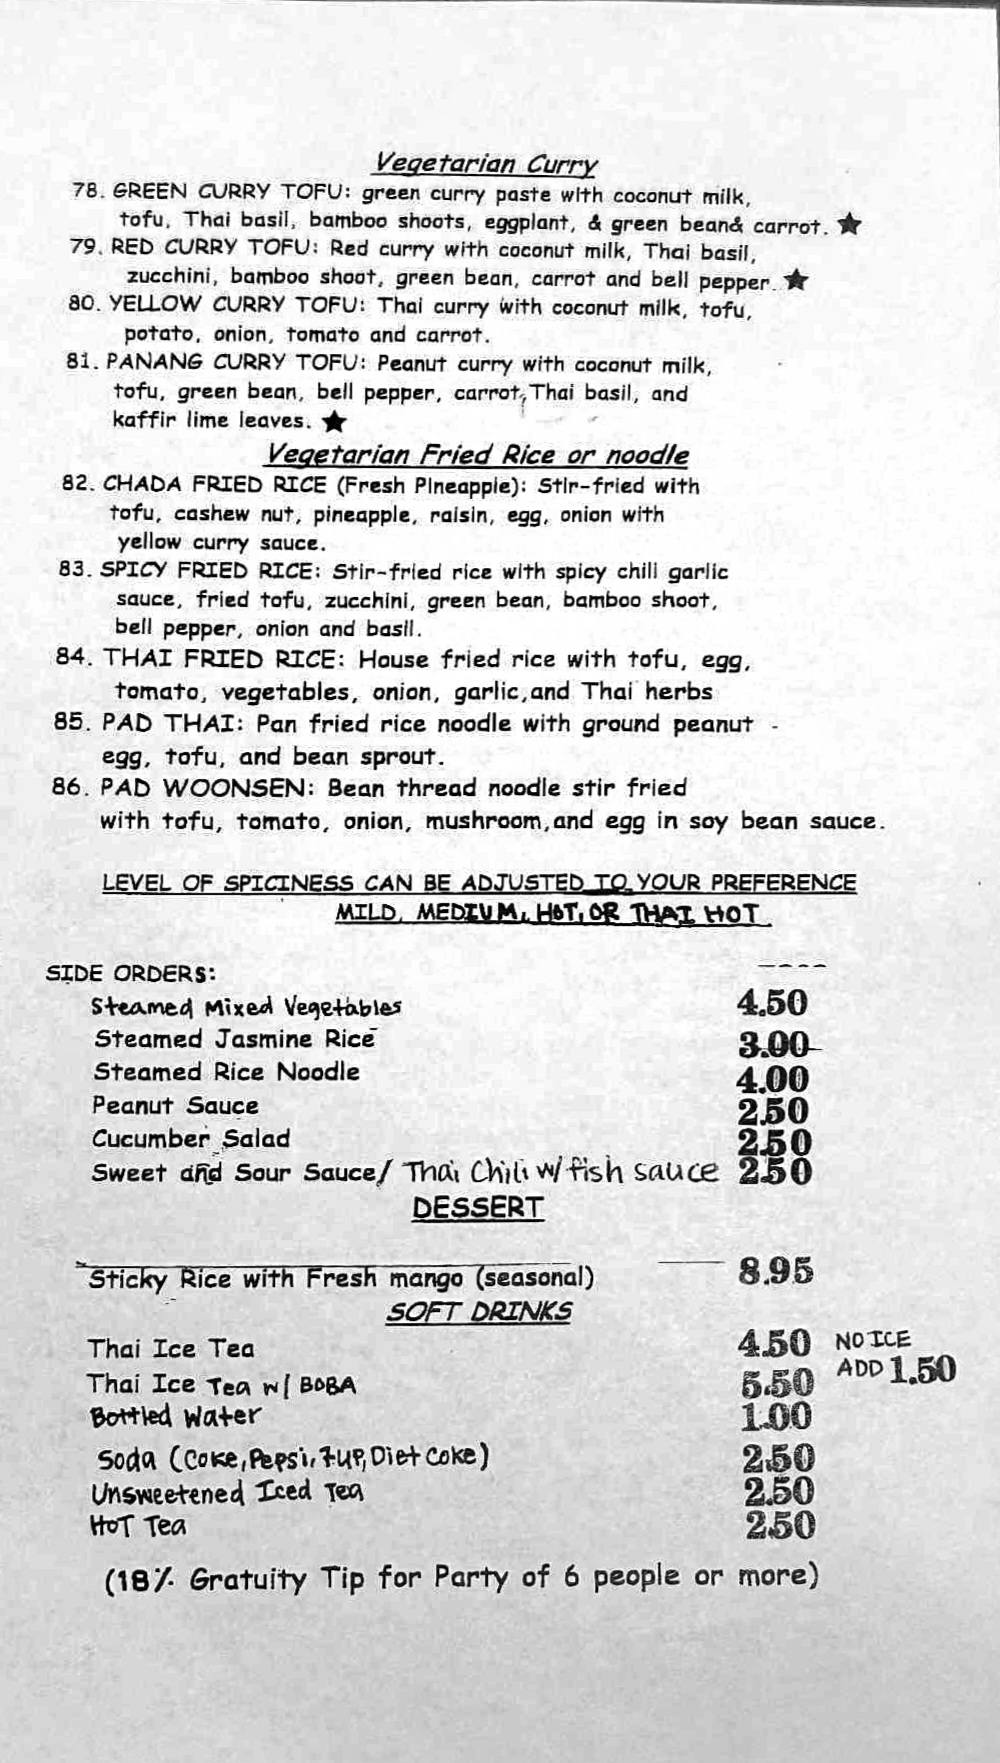 Vegetarian Curry
78. GREEN CURRY TOFU: green curry paste with coconut milk,
tofu, Thai basil, bamboo shoots, eggplant, & green bean& carrot. ★
79. RED CURRY TOFU: Red curry with coconut milk, Thai basil,
zucchini, bamboo shoot, green bean, carrot and bell pepper. ★
80. YELLOW CURRY TOFU: Thai curry with coconut milk, tofu,
potato, onion, tomato and carrot.
81. PANANG CURRY TOFU: Peanut curry with coconut milk,
tofu, green bean, bell pepper, carrot, Thai basil, and
kaffir lime leaves. ★
Vegetarian Fried Rice or noodle
82. CHADA FRIED RICE (Fresh Pineapple): Stir-fried with
tofu, cashew nut, pineapple, raisin, egg, onion with
yellow curry sauce.
83. SPICY FRIED RICE: Stir-fried rice with spicy chili garlic
sauce, fried tofu, zucchini, green bean, bamboo shoot,
bell pepper, onion and basil.
84. THAI FRIED RICE: House fried rice with tofu, egg,
tomato, vegetables, onion, garlic,and Thai herbs
85. PAD THAI: Pan fried rice noodle with ground peanut -
egg, tofu, and bean sprout.
86. PAD WOONSEN: Bean thread noodle stir fried
with tofu, tomato, onion, mushroom,and egg in soy bean sauce.
LEVEL OF SPICINESS CAN BE ADJUSTED TO YOUR PREFERENCE
MILD, MEDIUM, HOT, OR THAI HOT
SIDE ORDERS:
Steamed Mixed Vegetables 4.50
Steamed Jasmine Rice 3.00
Steamed Rice Noodle 4.00
Peanut Sauce 2.50
Cucumber Salad 2.50
Sweet and Sour Sauce/ Thai Chili w/ fish sauce 2.50
DESSERT
Sticky Rice with Fresh mango (seasonal) 8.95
SOFT DRINKS
Thai Ice Tea 4.50 NO ICE
Thai Ice Tea w/ BOBA 5.50 ADD 1.50
Bottled Water 1.00
Soda (Coke, Pepsi, 7up, Diet Coke) 2.50
Unsweetened Iced Tea 2.50
HOT Tea 2.50
(18% Gratuity Tip for Party of 6 people or more)